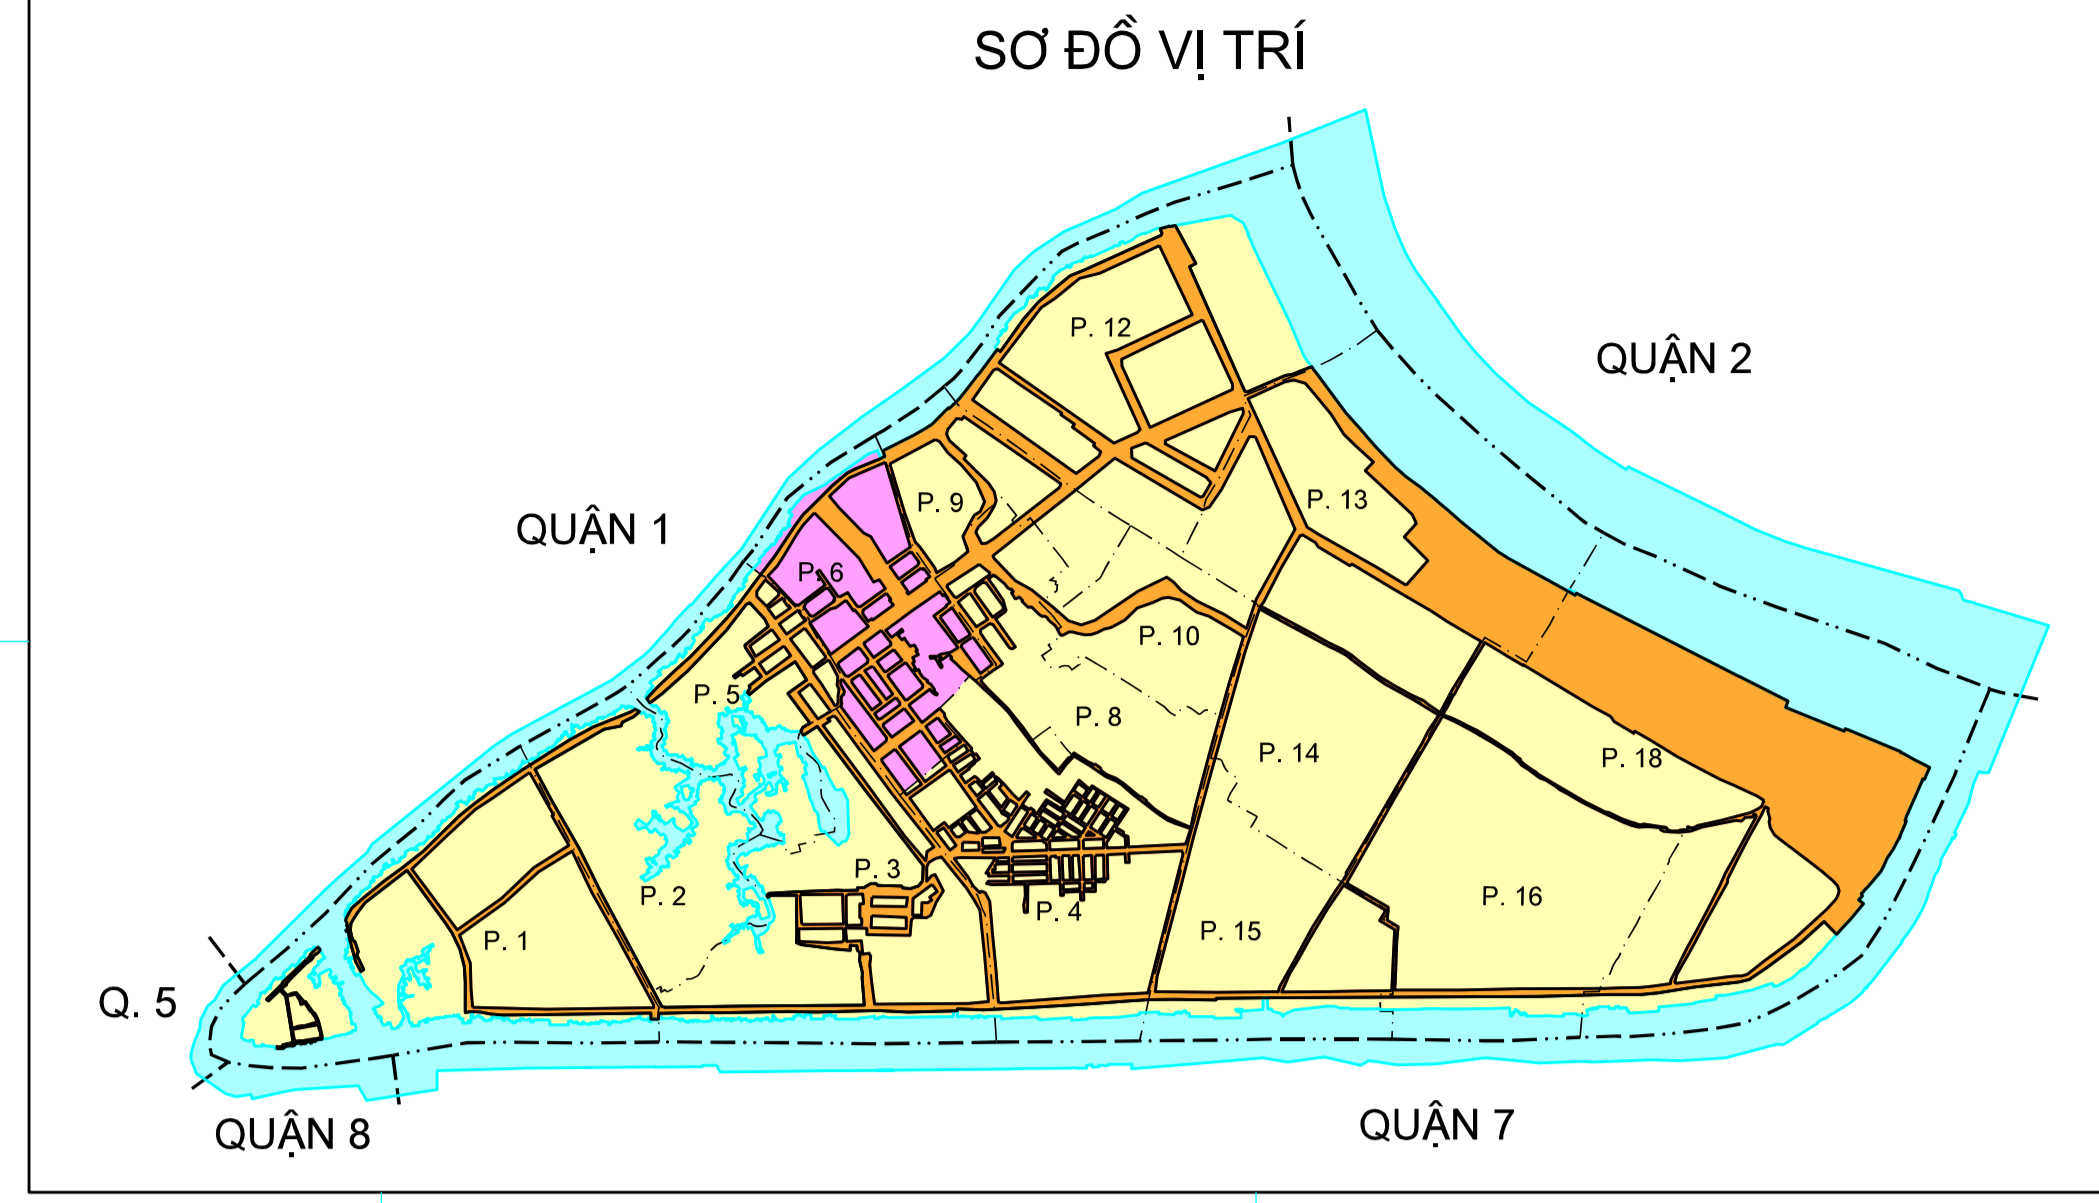 SƠ ĐỒ VỊ TRÍ
P. 12
QUẬN 2
P. 9
P. 13
QUẬN 1
P. 6
P. 10
P. 5
P. 8
P. 14
P. 18
P. 3
P. 2
P. 16
P. 4
P. 15
P. 1
Q. 5
QUẬN 8
QUẬN 7